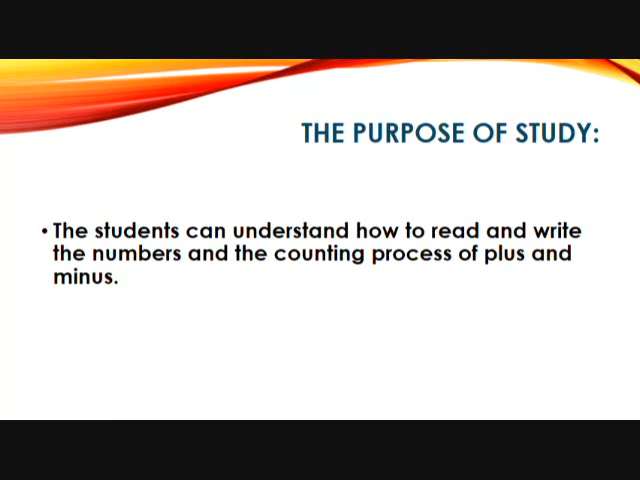 THE PURPOSE OF STUDY:
• The students can understand how to read and write
the numbers and the counting process of plus and
minus.